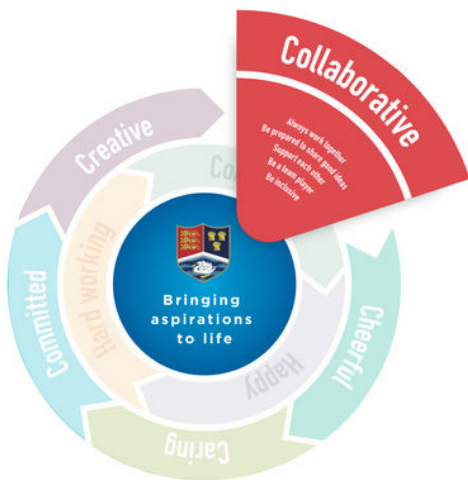 Collaborative
Always work together
Be prepared to share good ideas
Support each other
Be a team player
Be inclusive
Creative
Committed
Caring
Cheerful
Hard working
Happy
Bringing
aspirations
to life